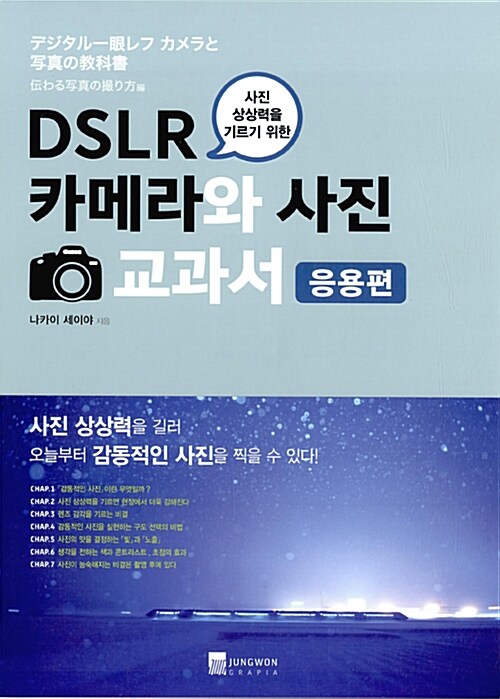 デジタル一眼レフ カメラと
写真の教科書
伝わる写真の撮り方 編
사진
상상력을
기르기 위한
DSLR
카메라와 사진
교과서 응용편
나카이 세이야 지음
사진 상상력을 길러
오늘부터 감동적인 사진을 찍을 수 있다!
CHAP.1 「감동적인 사진」이란 무엇일까?
CHAP.2 사진 상상력을 기르면 현장에서 더욱 강해진다
CHAP.3 렌즈 감각을 기르는 비결
CHAP.4 감동적인 사진을 실현하는 구도 선택의 비법
CHAP.5 사진의 맛을 결정하는 「빛」과 「노출」
CHAP.6 생각을 전하는 색과 콘트라스트, 초점의 효과
CHAP.7 사진이 능숙해지는 비결은 촬영 후에 있다
JUNGWON
GRAPIA